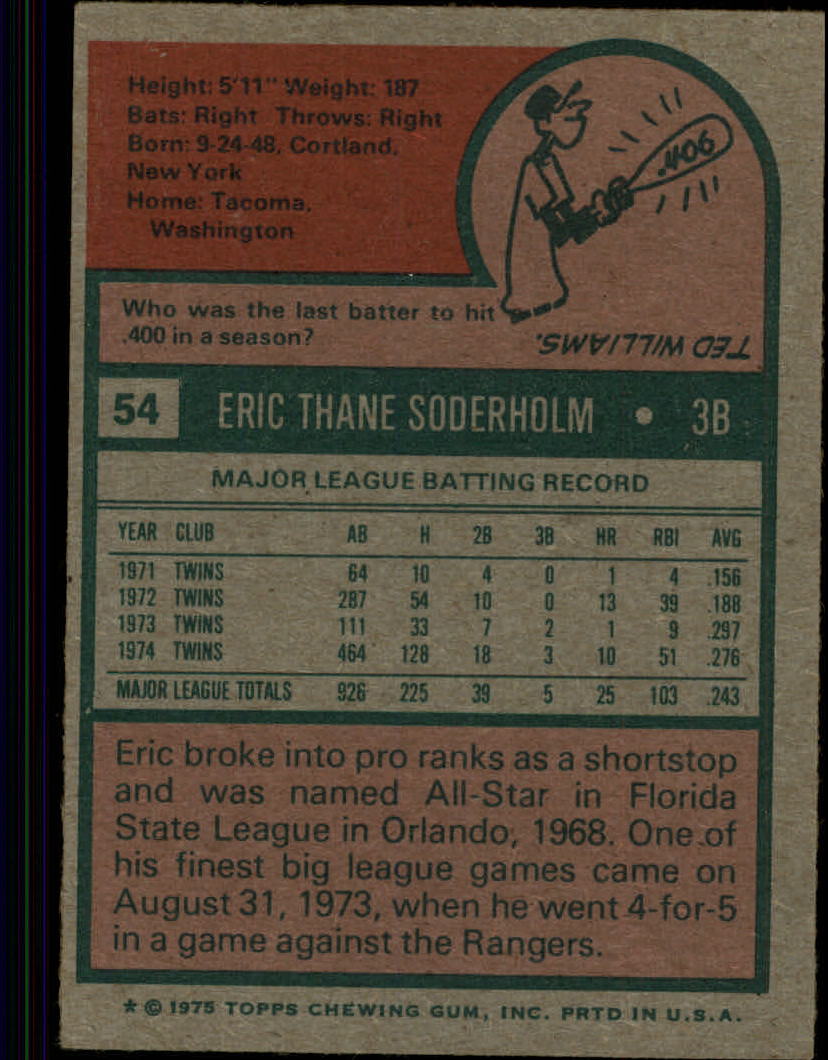 Height: 5'11" Weight: 187
Bats: Right Throws: Right
Born: 9-24-48, Cortland,
New York
Home: Tacoma,
Washington
.406
Who was the last batter to hit
.400 in a season?
TED WILLIAMS.
54 ERIC THANE SODERHOLM • 3B
MAJOR LEAGUE BATTING RECORD
YEAR CLUB AB H 2B 3B HR RBI AVG
1971 TWINS 64 10 4 0 1 4 .156
1972 TWINS 287 54 10 0 13 39 .188
1973 TWINS 111 33 7 2 1 9 .297
1974 TWINS 464 128 18 3 10 51 .276
MAJOR LEAGUE TOTALS 926 225 39 5 25 103 .243
Eric broke into pro ranks as a shortstop
and was named All-Star in Florida
State League in Orlando, 1968. One of
his finest big league games came on
August 31, 1973, when he went 4-for-5
in a game against the Rangers.
* © 1975 TOPPS CHEWING GUM, INC. PRTD IN U.S.A.